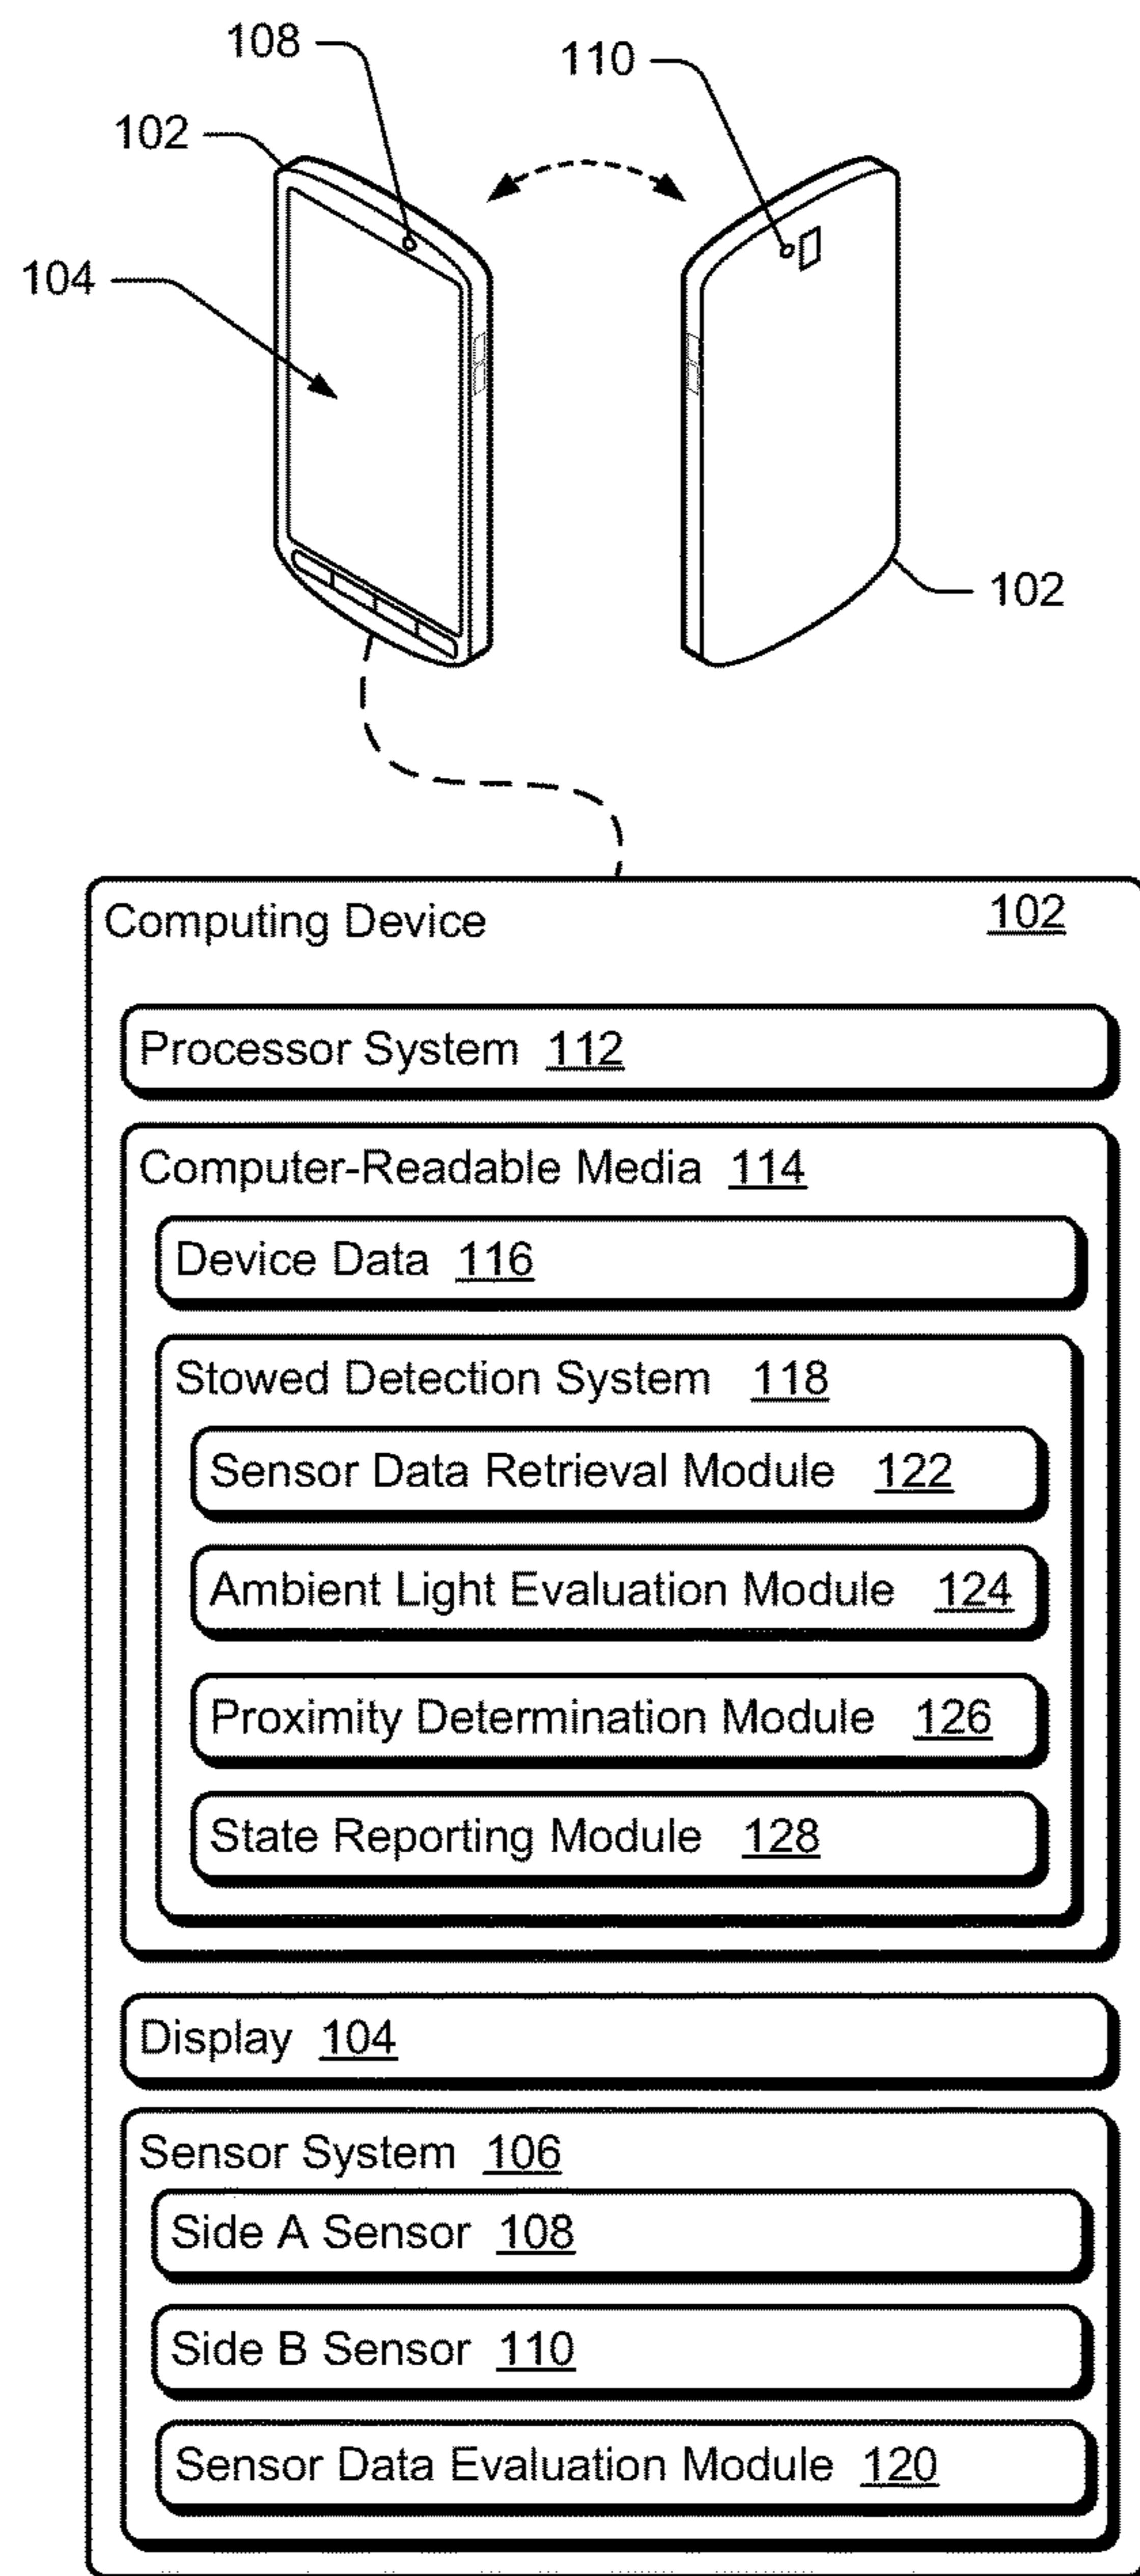 108
110
102
104
102
Computing Device 102
Processor System 112
Computer-Readable Media 114
Device Data 116
Stowed Detection System 118
Sensor Data Retrieval Module 122
Ambient Light Evaluation Module 124
Proximity Determination Module 126
State Reporting Module 128
Display 104
Sensor System 106
Side A Sensor 108
Side B Sensor 110
Sensor Data Evaluation Module 120